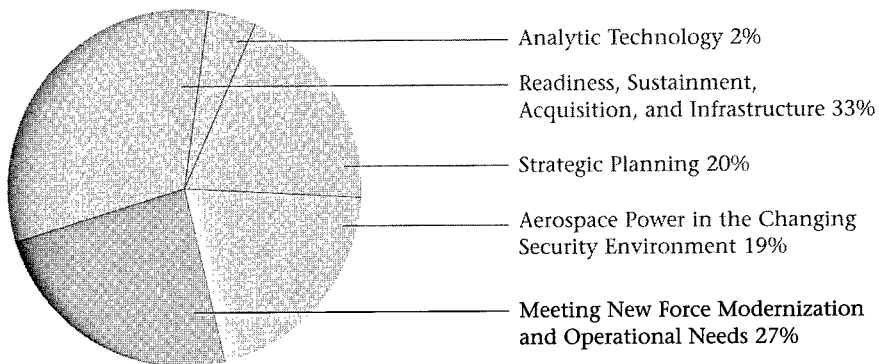 Analytic Technology 2%
Readiness, Sustainment,
Acquisition, and Infrastructure 33%
Strategic Planning 20%
Aerospace Power in the Changing
Security Environment 19%
Meeting New Force Modernization
and Operational Needs 27%